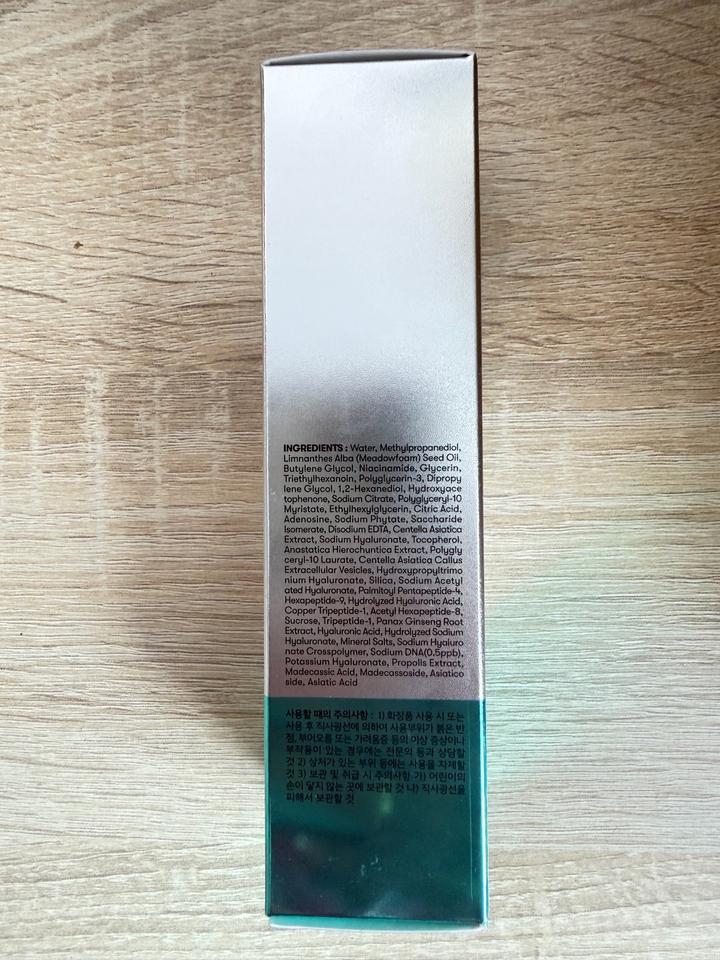 INGREDIENTS : Water, Methylpropanediol,
Limnanthes Alba (Meadowfoam) Seed Oil,
Butylene Glycol, Niacinamide, Glycerin,
Triethylhexanoin, Polyglycerin-3, Dipropy
lene Glycol, 1,2-Hexanediol, Hydroxyace
tophenone, Sodium Citrate, Polyglyceryl-10
Myristate, Ethylhexylglycerin, Citric Acid,
Adenosine, Sodium Phytate, Saccharide
Isomerate, Disodium EDTA, Centella Asiatica
Extract, Sodium Hyaluronate, Tocopherol,
Anastatica Hierochuntica Extract, Polygly
ceryl-10 Laurate, Centella Asiatica Callus
Extracellular Vesicles, Hydroxypropyltrimo
nium Hyaluronate, Silica, Sodium Acetyl
ated Hyaluronate, Palmitoyl Pentapeptide-4,
Hexapeptide-9, Hydrolyzed Hyaluronic Acid,
Copper Tripeptide-1, Acetyl Hexapeptide-8,
Sucrose, Tripeptide-1, Panax Ginseng Root
Extract, Hyaluronic Acid, Hydrolyzed Sodium
Hyaluronate, Mineral Salts, Sodium Hyaluro
nate Crosspolymer, Sodium DNA(0.5ppb),
Potassium Hyaluronate, Propolis Extract,
Madecassic Acid, Madecassoside, Asiatico
side, Asiatic Acid
사용할 때의 주의사항 : 1) 화장품 사용 시 또는
사용 후 직사광선에 의하여 사용부위가 붉은 반
점, 부어오름 또는 가려움증 등의 이상 증상이나
부작용이 있는 경우에는 전문의 등과 상담할
것 2) 상처가 있는 부위 등에는 사용을 자제할
것 3) 보관 및 취급 시 주의사항 가) 어린이의
손이 닿지 않는 곳에 보관할 것 나) 직사광선을
피해서 보관할 것